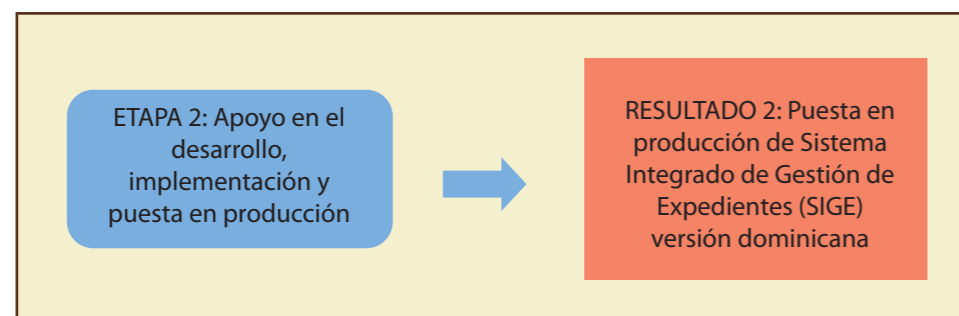 ETAPA 2: Apoyo en el
desarrollo,
implementación y
puesta en producción
RESULTADO 2: Puesta en
producción de Sistema
Integrado de Gestión de
Expedientes (SIGE)
versión dominicana